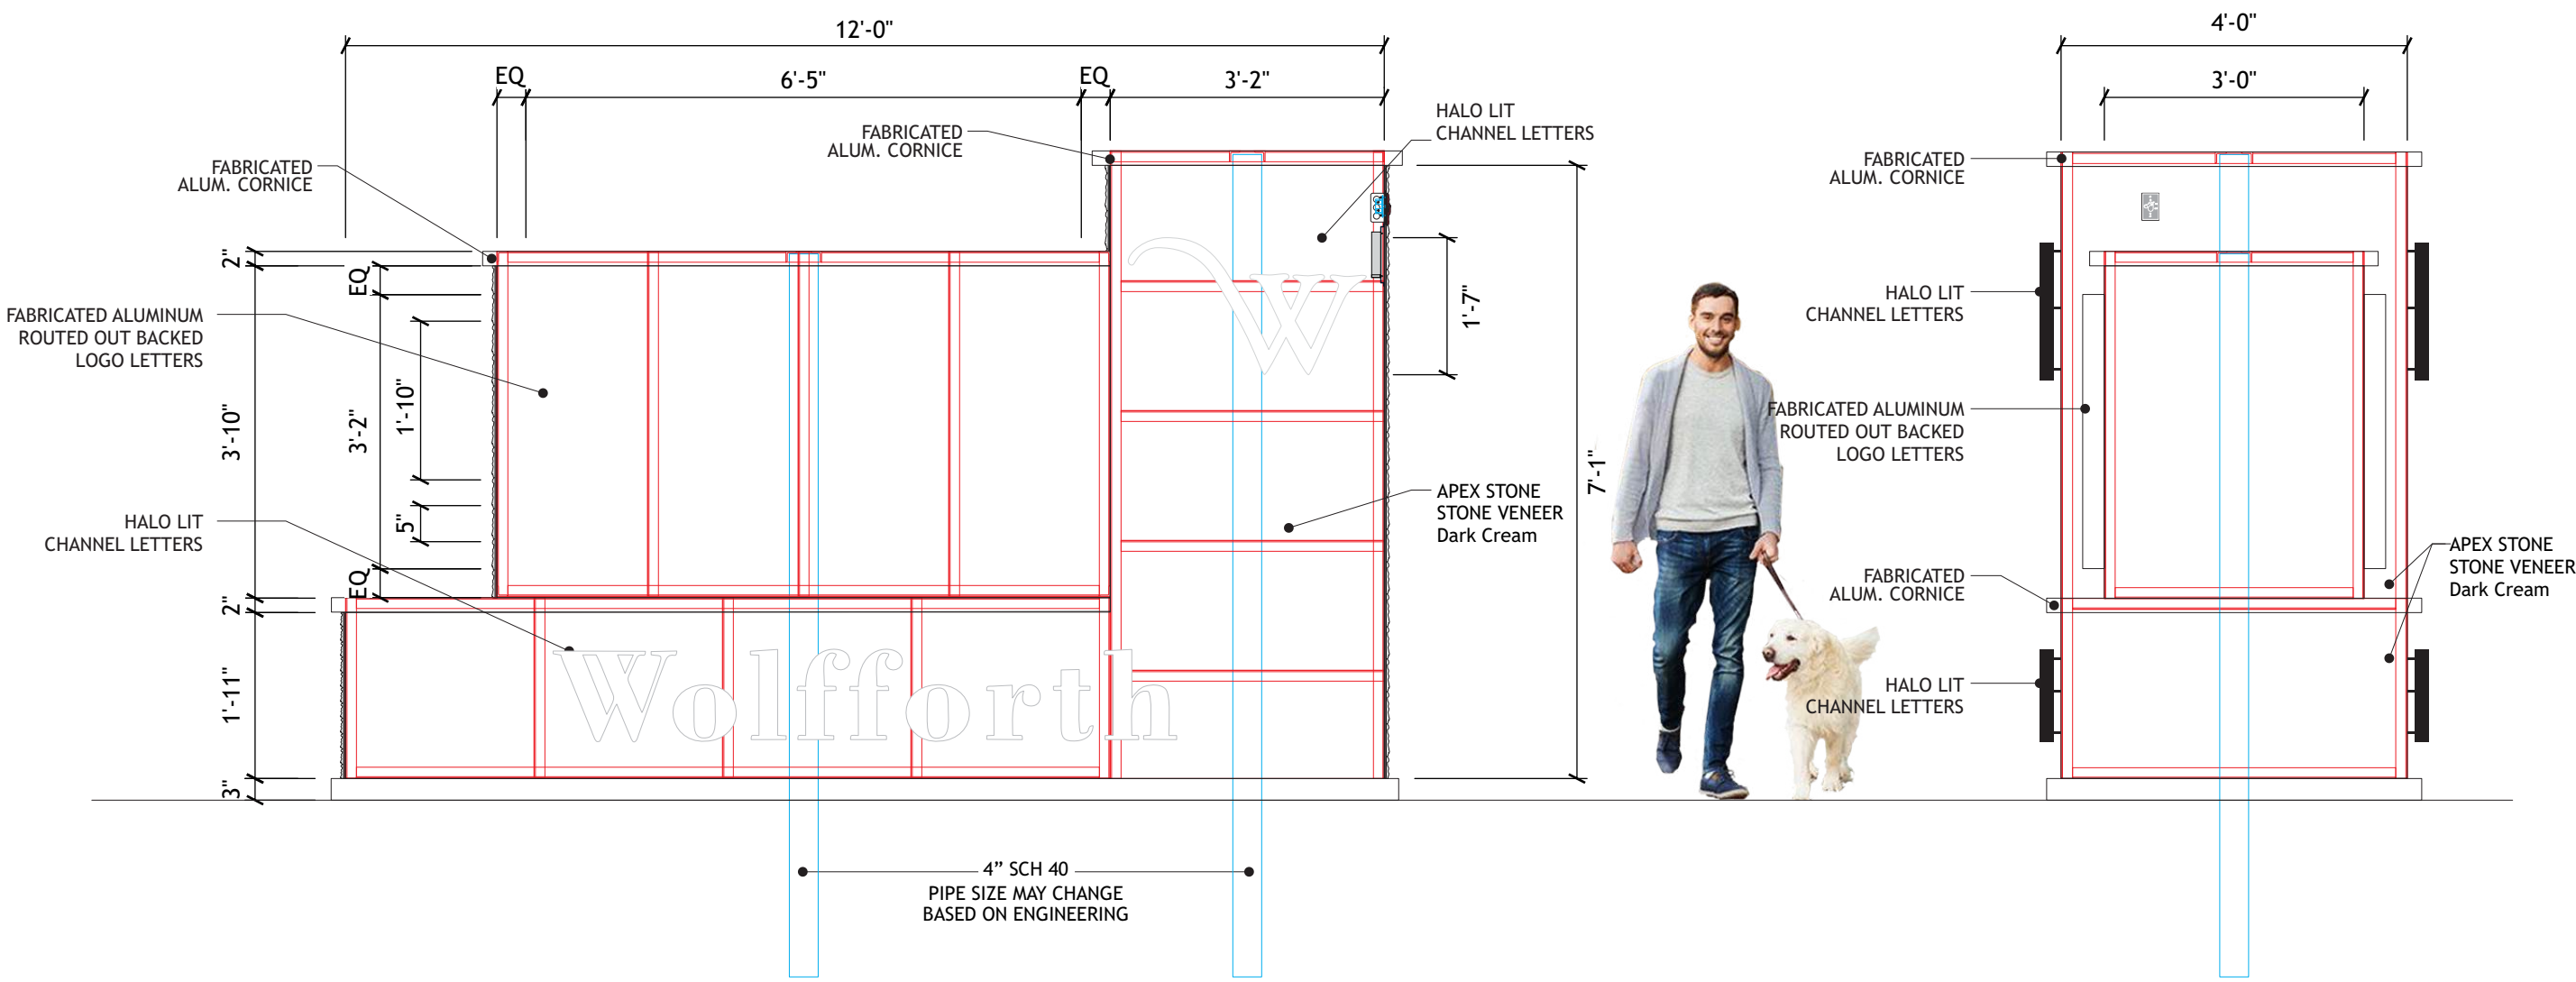 12'-0"
EQ
6'-5"
EQ
3'-2"
HALO LIT
CHANNEL LETTERS
FABRICATED
ALUM. CORNICE
FABRICATED
ALUM. CORNICE
2"
EQ
FABRICATED ALUMINUM
ROUTED OUT BACKED
LOGO LETTERS
3'-10"
3'-2"
1'-10"
5"
EQ
HALO LIT
CHANNEL LETTERS
2"
1'-11"
3"
W
1'-7"
7'-1"
APEX STONE
STONE VENEER
Dark Cream
Wolfforth
4” SCH 40
PIPE SIZE MAY CHANGE
BASED ON ENGINEERING
4'-0"
3'-0"
FABRICATED
ALUM. CORNICE
HALO LIT
CHANNEL LETTERS
FABRICATED ALUMINUM
ROUTED OUT BACKED
LOGO LETTERS
FABRICATED
ALUM. CORNICE
HALO LIT
CHANNEL LETTERS
APEX STONE
STONE VENEER
Dark Cream